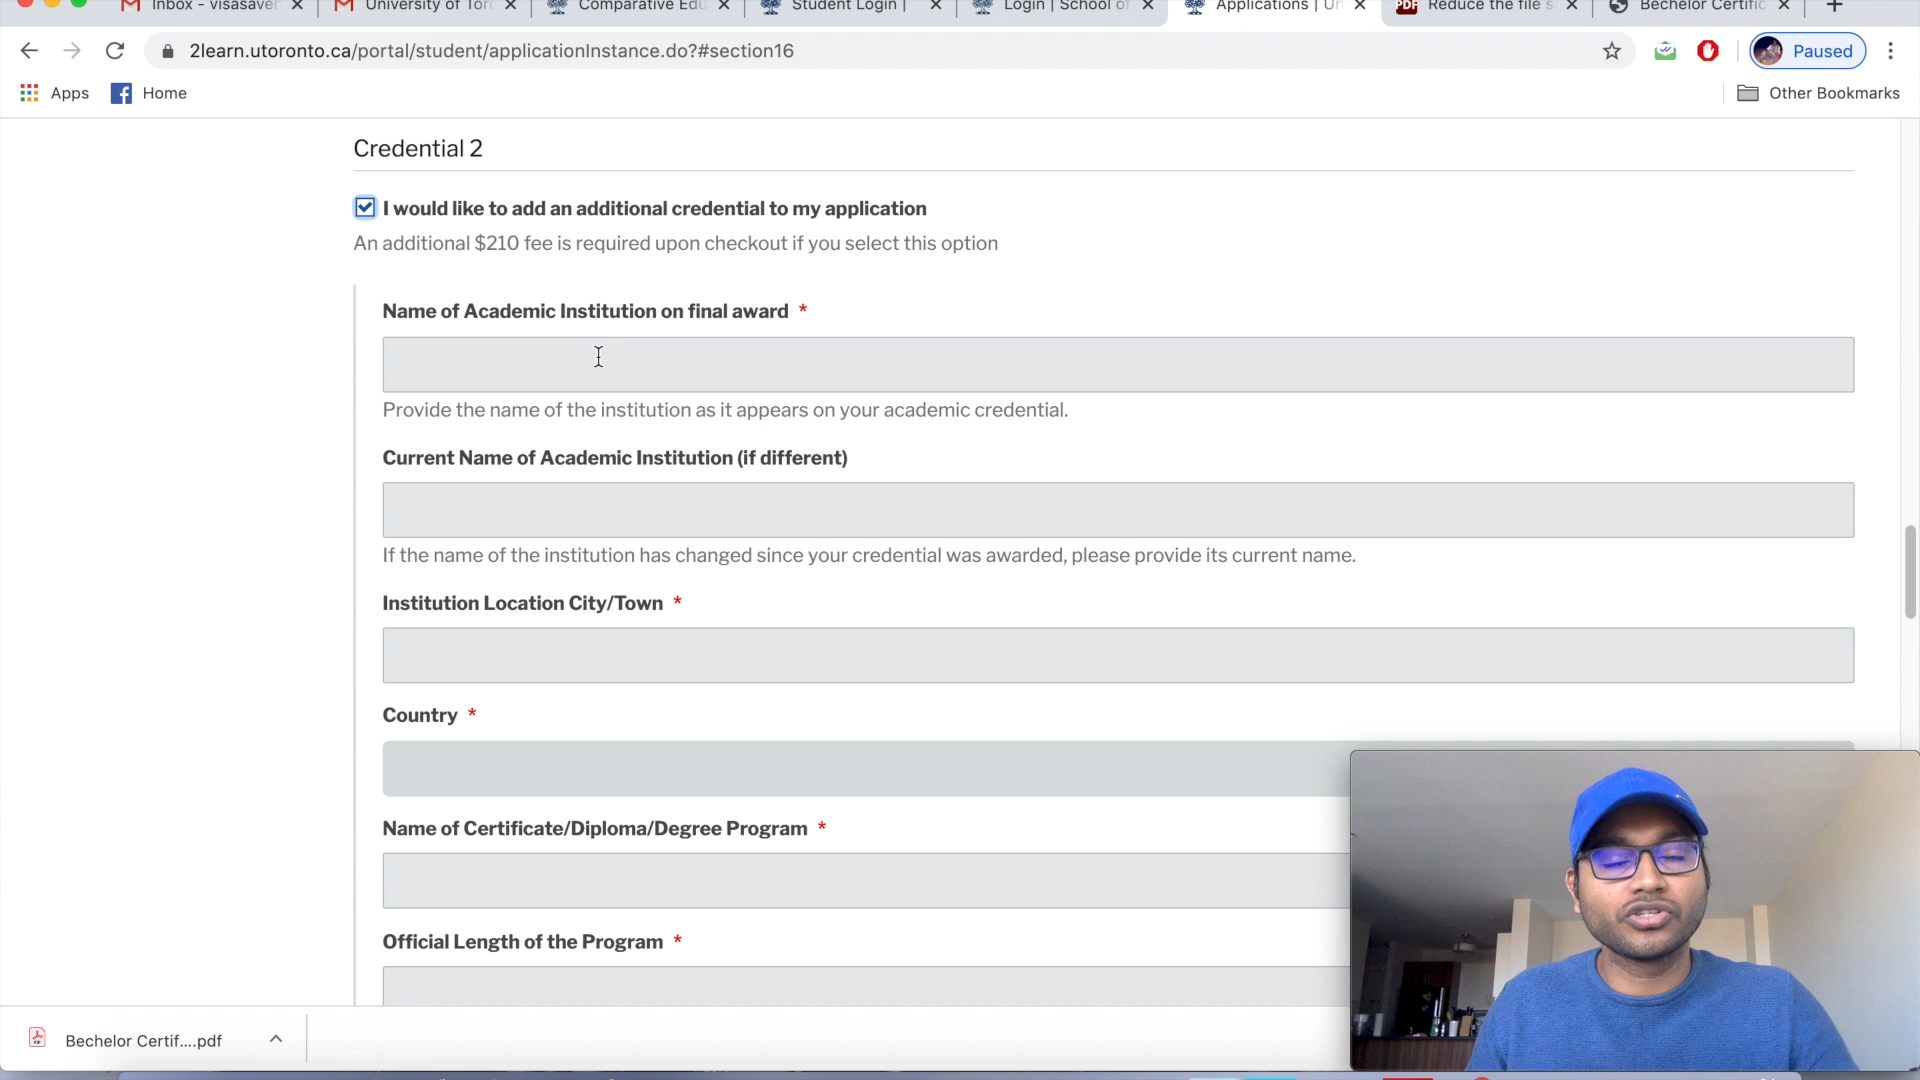 Inbox - visasaver
University of Toro
Comparative Edu
Student Login |
Login | School of
Applications | Un
PDF
Reduce the file s
Bechelor Certific
2learn.utoronto.ca/portal/student/applicationInstance.do?#section16
Paused
Apps
Home
Other Bookmarks
Credential 2
I would like to add an additional credential to my application
An additional $210 fee is required upon checkout if you select this option
Name of Academic Institution on final award *
Provide the name of the institution as it appears on your academic credential.
Current Name of Academic Institution (if different)
If the name of the institution has changed since your credential was awarded, please provide its current name.
Institution Location City/Town *
Country *
Name of Certificate/Diploma/Degree Program *
Official Length of the Program *
Bechelor Certif....pdf